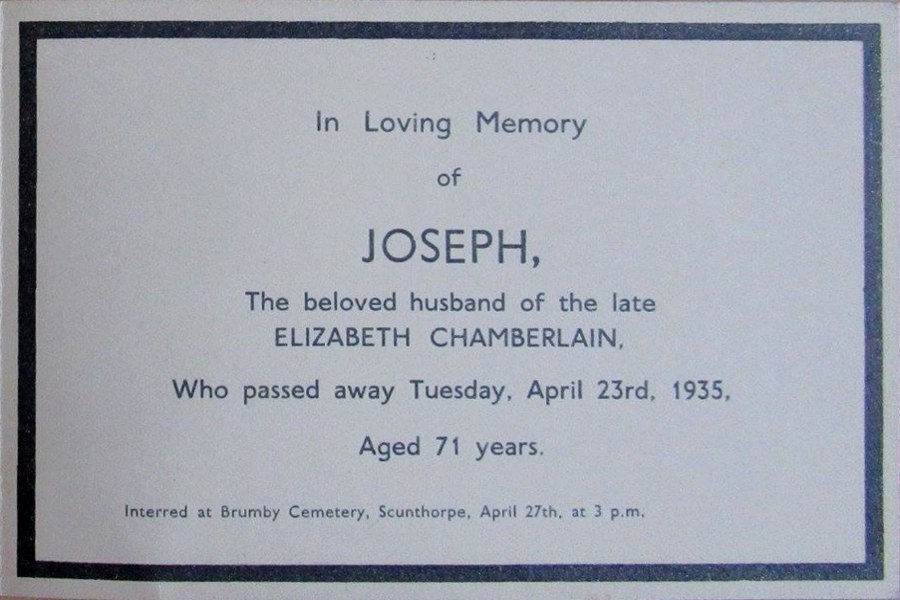 In Loving Memory
of
JOSEPH,
The beloved husband of the late
ELIZABETH CHAMBERLAIN,
Who passed away Tuesday, April 23rd, 1935,
Aged 71 years.
Interred at Brumby Cemetery, Scunthorpe, April 27th, at 3 p.m.